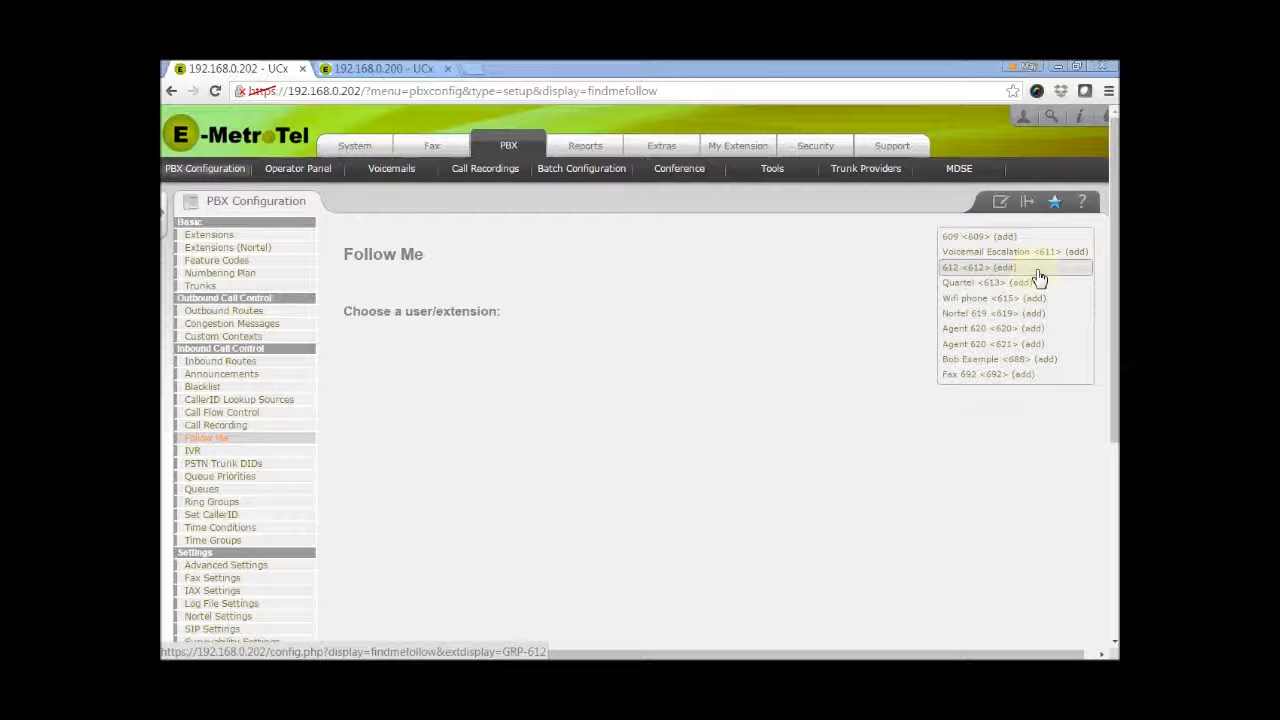 192.168.0.202 - UCx
192.168.0.200 - UCx
May
https://192.168.0.202/?menu=pbxconfig&type=setup&display=findmefollow
E-MetroTel
System
Fax
PBX
Reports
Extras
My Extension
Security
Support
PBX Configuration
Operator Panel
Voicemails
Call Recordings
Batch Configuration
Conference
Tools
Trunk Providers
MDSE
PBX Configuration
Basic
Extensions
Extensions (Nortel)
Feature Codes
Numbering Plan
Trunks
Outbound Call Control
Outbound Routes
Congestion Messages
Custom Contexts
Inbound Call Control
Inbound Routes
Announcements
Blacklist
CallerID Lookup Sources
Call Flow Control
Call Recording
Follow Me
IVR
PSTN Trunk DIDs
Queue Priorities
Queues
Ring Groups
Set CallerID
Time Conditions
Time Groups
Settings
Advanced Settings
Fax Settings
IAX Settings
Log File Settings
Nortel Settings
SIP Settings
Survivability Settings
Follow Me
Choose a user/extension:
609 <609> (add)
Voicemail Escalation <611> (add)
612 <612> (edit)
Quartel <613> (add)
Wifi phone <615> (add)
Nortel 619 <619> (add)
Agent 620 <620> (add)
Agent 620 <621> (add)
Bob Example <688> (add)
Fax 692 <692> (add)
https://192.168.0.202/config.php?display=findmefollow&extdisplay=GRP-612